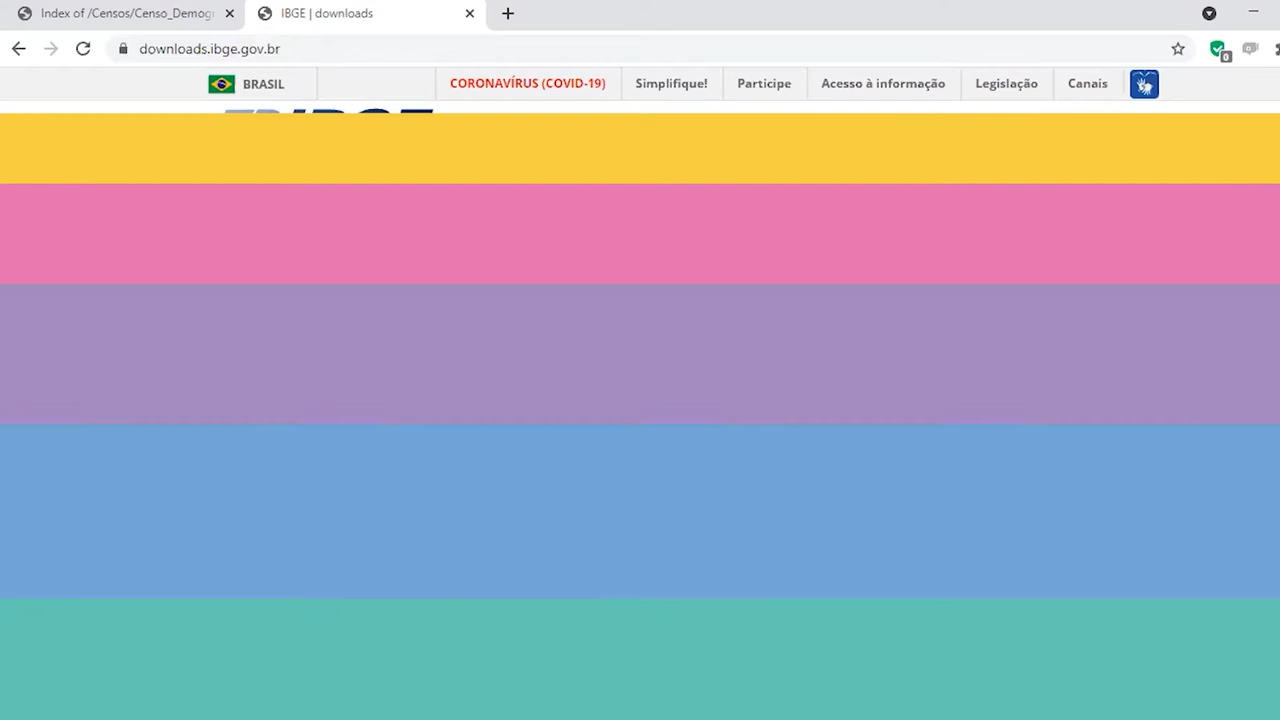 Index of /Censos/Censo_Demog
IBGE | downloads
downloads.ibge.gov.br
0
BRASIL
CORONAVÍRUS (COVID-19)
Simplifique!
Participe
Acesso à informação
Legislação
Canais